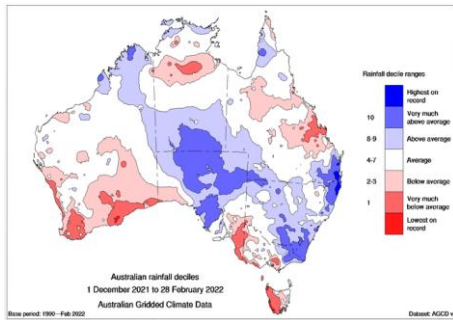 Rainfall decile ranges
Highest on
record
10
Very much
above average
8-9
Above average
4-7
Average
2-3
Below average
1
Very much
below average
Lowest on
record
Australian rainfall deciles
1 December 2021 to 28 February 2022
Australian Gridded Climate Data
Base period: 1900—Feb 2022
Dataset: AGCD v